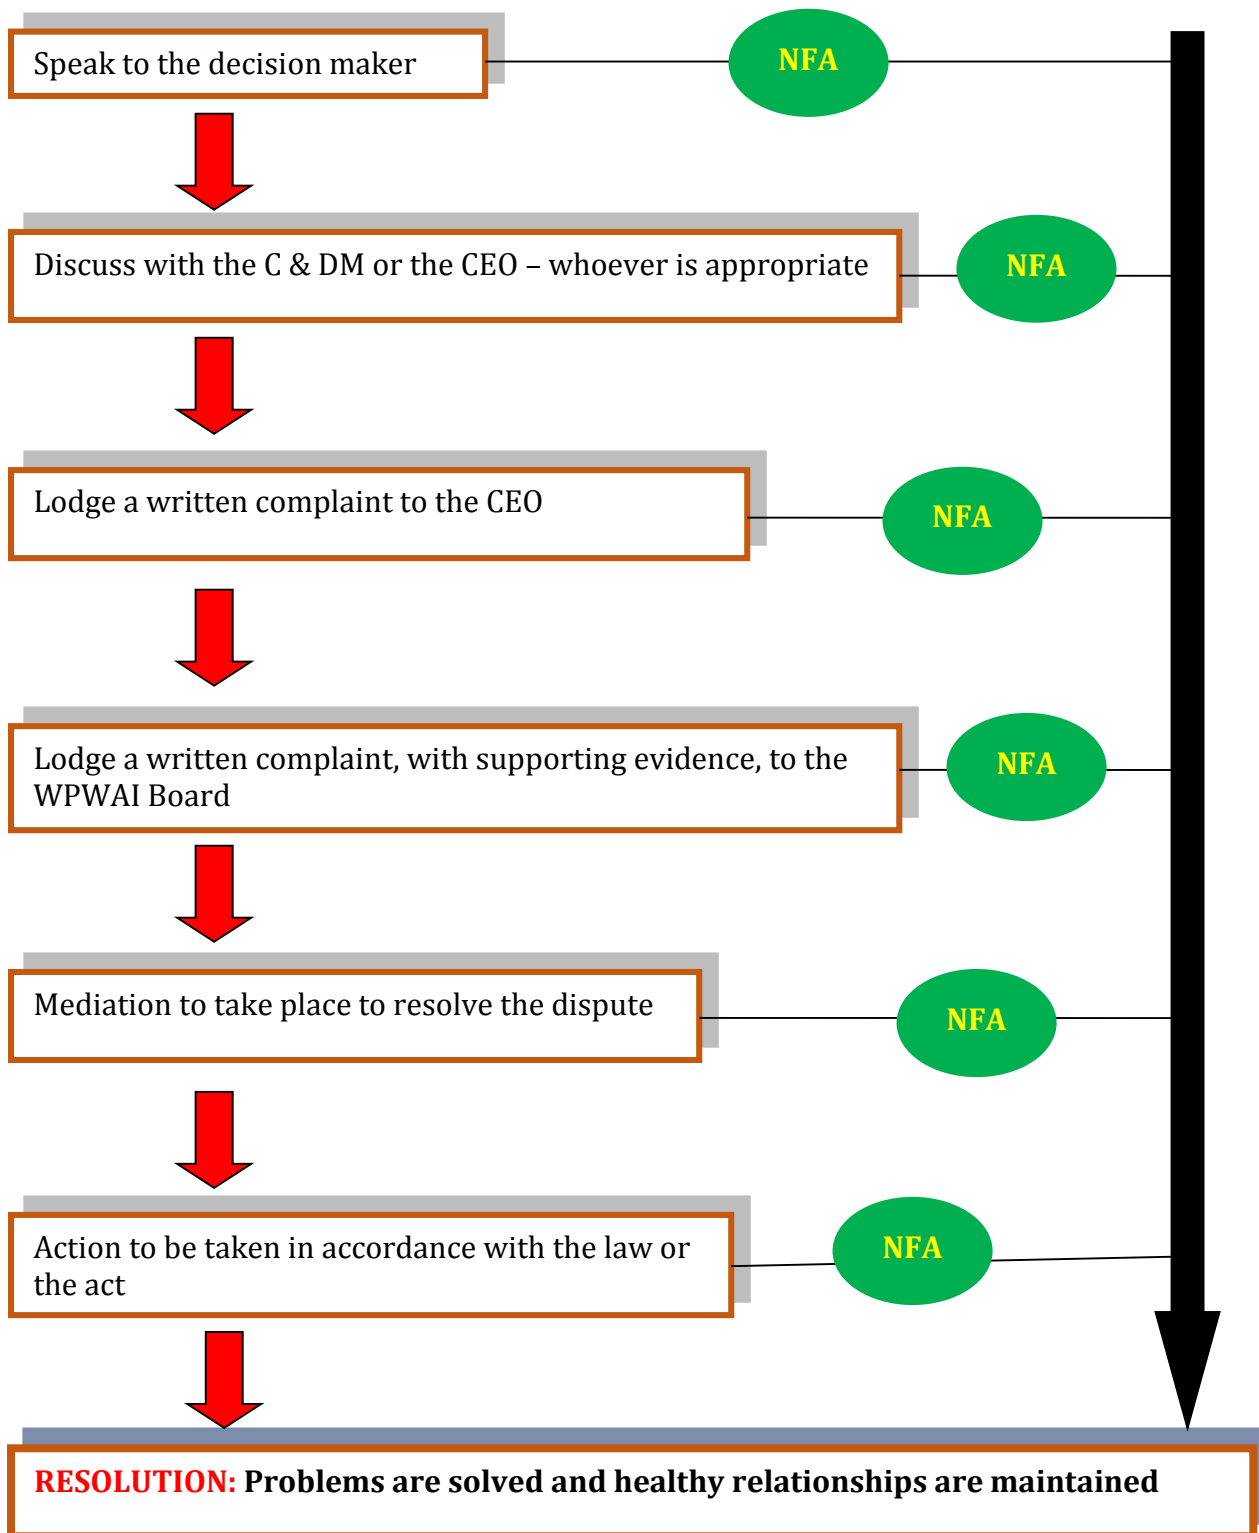 Speak to the decision maker
NFA
Discuss with the C & DM or the CEO – whoever is appropriate
NFA
Lodge a written complaint to the CEO
NFA
Lodge a written complaint, with supporting evidence, to the
WPWAI Board
NFA
Mediation to take place to resolve the dispute
NFA
Action to be taken in accordance with the law or
the act
NFA
RESOLUTION: Problems are solved and healthy relationships are maintained